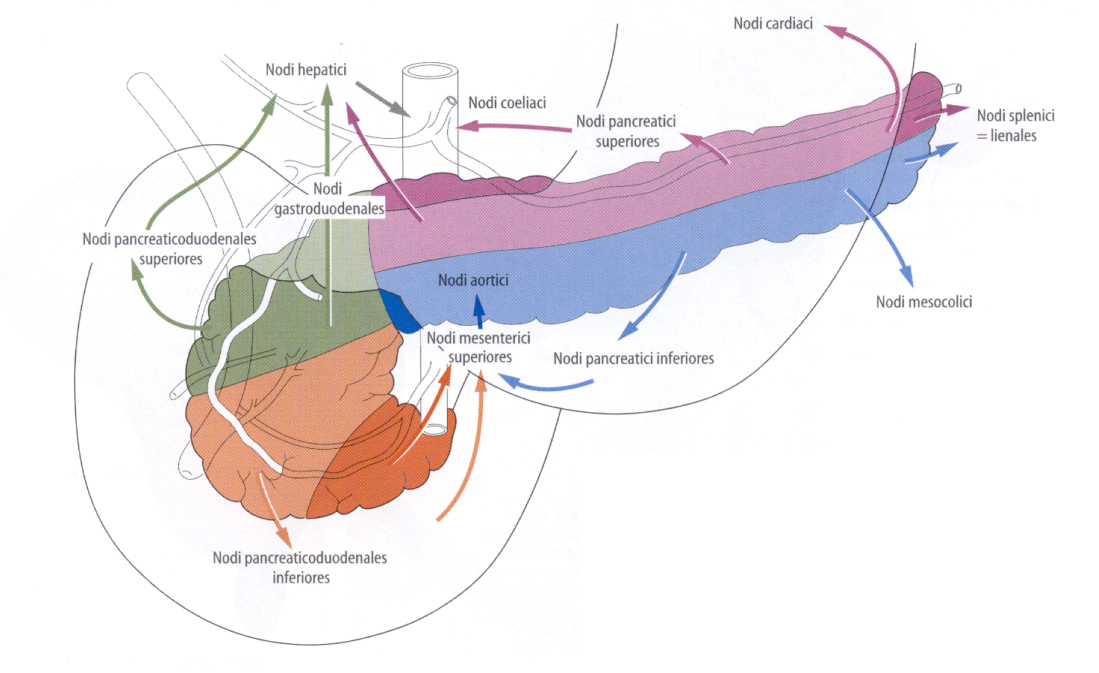 Nodi cardiaci
Nodi hepatici
Nodi coeliaci
Nodi pancreatici
superiores
Nodi splenici
= lienales
Nodi
gastroduodenales
Nodi pancreaticoduodenales
superiores
Nodi aortici
Nodi mesocolici
Nodi mesenterici
superiores
Nodi pancreatici inferiores
Nodi pancreaticoduodenales
inferiores